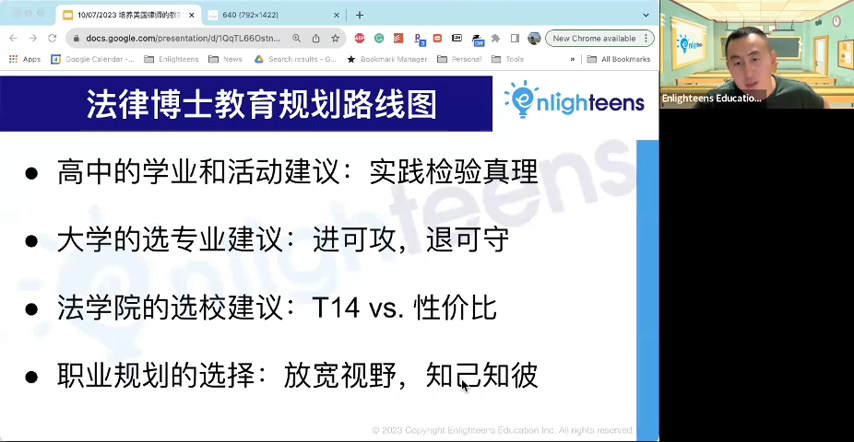 10/07/2023 培养美国律师的教
640 (792×1422)
docs.google.com/presentation/d/1QqTL66Ostn...
New Chrome available
Apps
Google Calendar -...
Enlighteens
News
Search results – G...
Bookmark Manager
Personal
Tools
»
All Bookmarks
法律博士教育规划路线图
enlighteens
● 高中的学业和活动建议：实践检验真理
● 大学的选专业建议：进可攻，退可守
● 法学院的选校建议：T14 vs. 性价比
● 职业规划的选择：放宽视野，知己知彼
© 2023 Copyright Enlighteens Education Inc. All rights reserved.
Enlighteens Educatio...